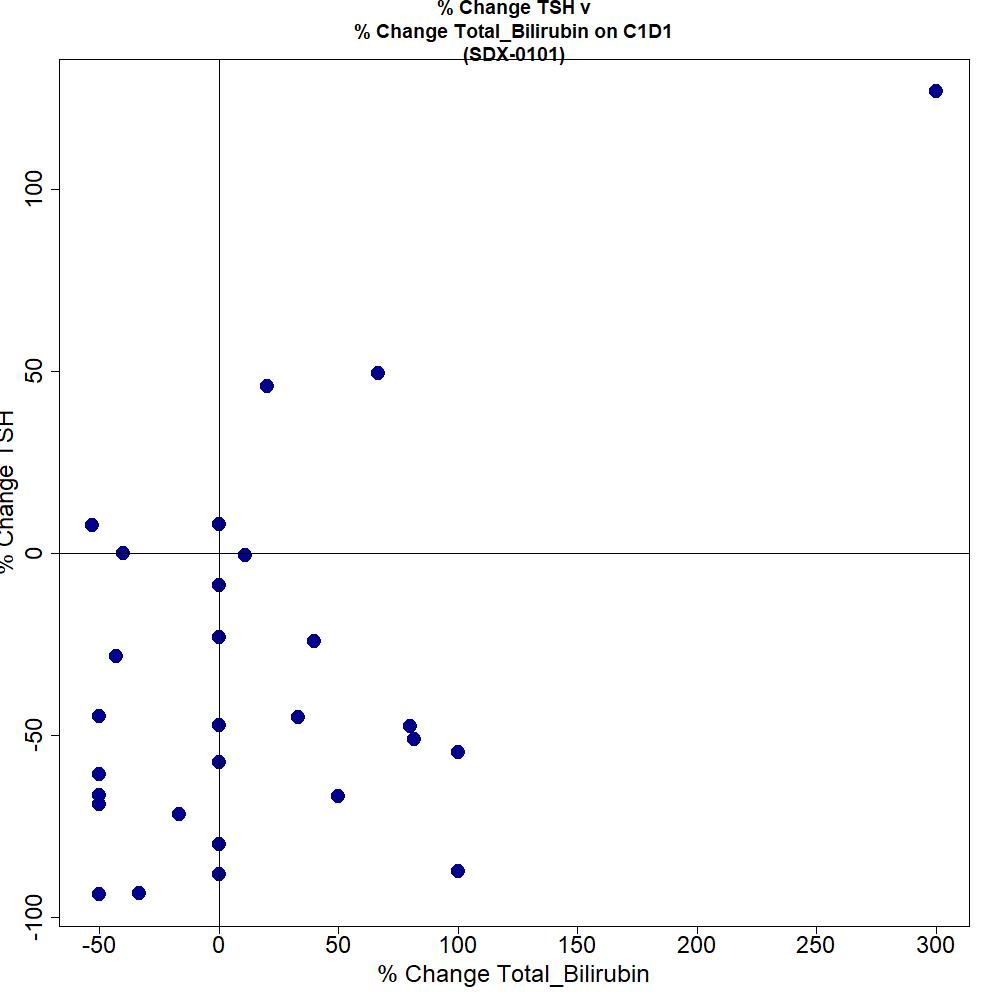 % Change TSH v
% Change Total_Bilirubin on C1D1
(SDX-0101)
% Change TSH
100
50
0
-50
-100
-50 0 50 100 150 200 250 300
% Change Total_Bilirubin